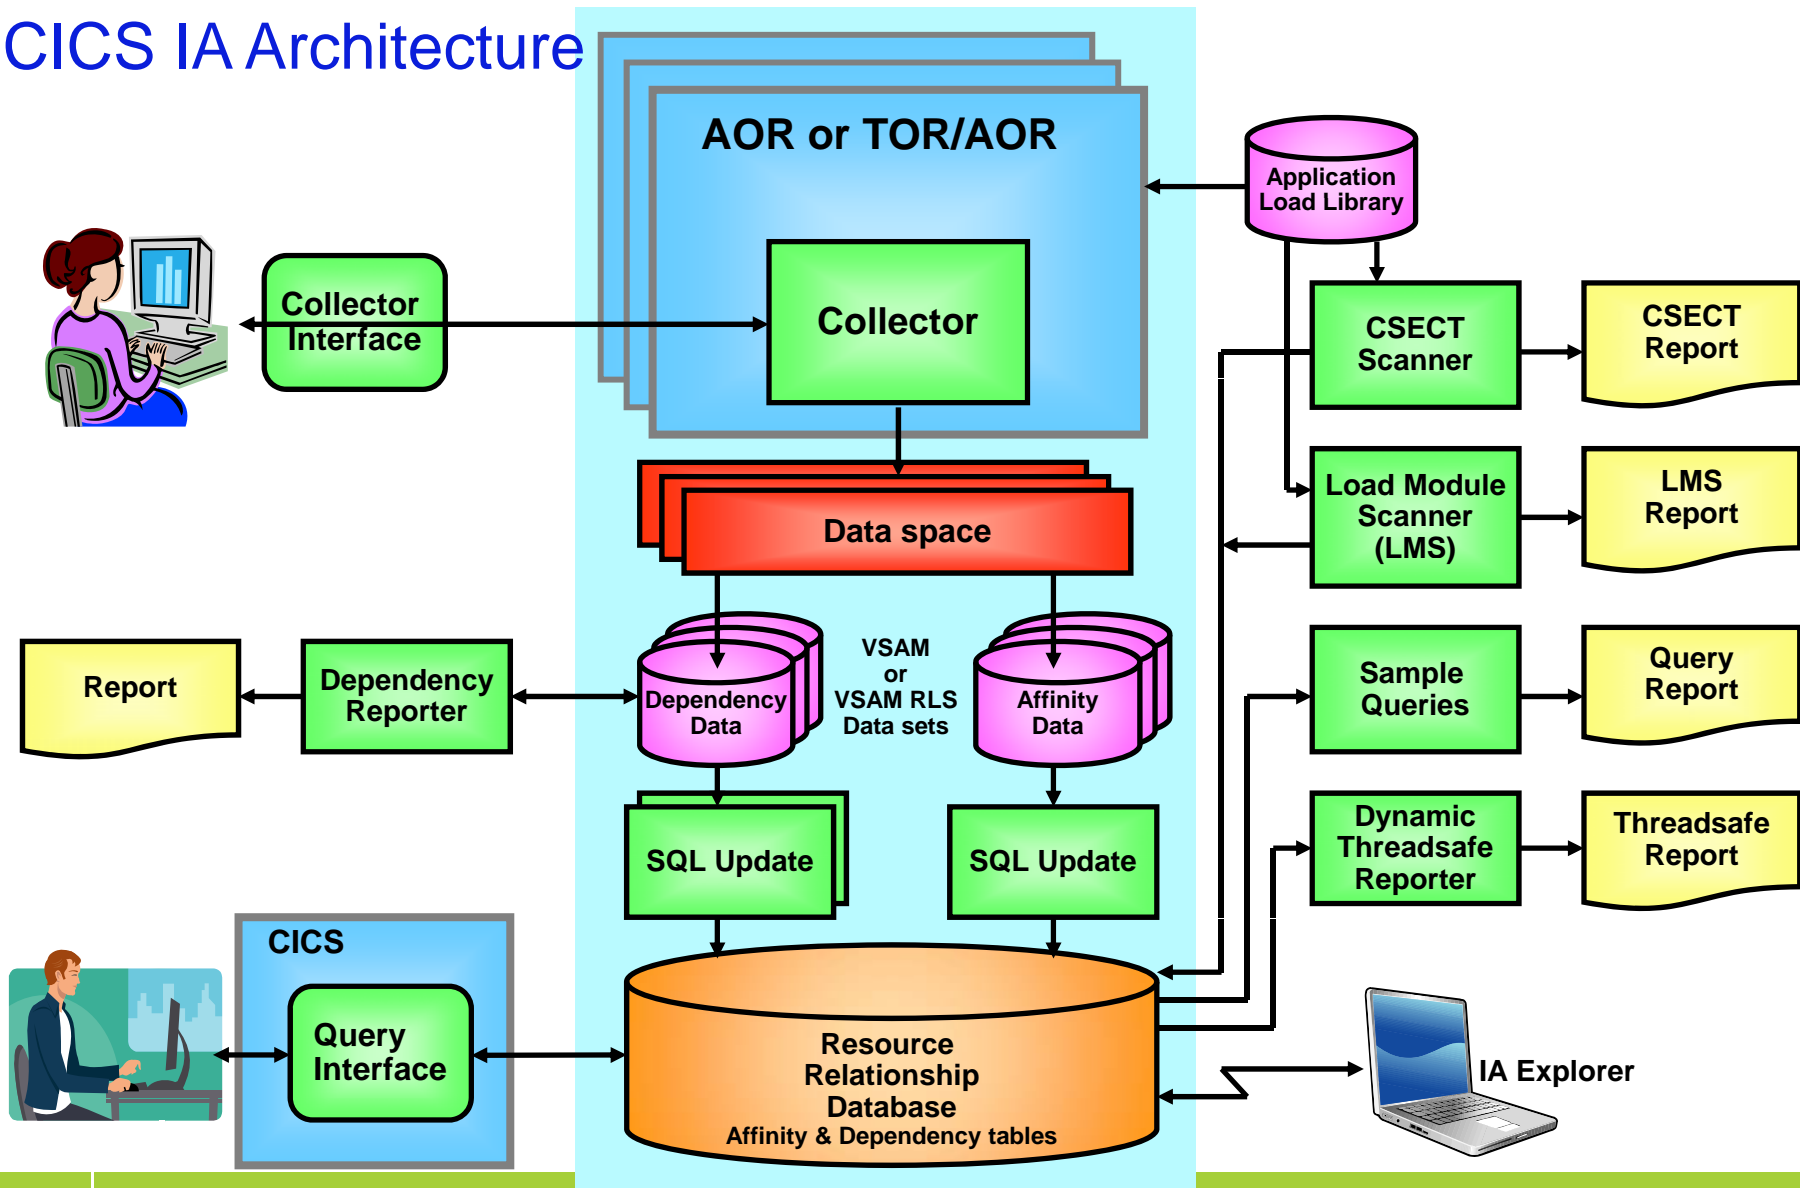 CICS IA Architecture
AOR or TOR/AOR
Application
Load Library
Collector
Interface
Collector
CSECT
Scanner
CSECT
Report
Load Module
Scanner
(LMS)
LMS
Report
Data space
Report
Dependency
Reporter
Dependency
Data
VSAM
or
VSAM RLS
Data sets
Affinity
Data
Sample
Queries
Query
Report
SQL Update
SQL Update
Dynamic
Threadsafe
Reporter
Threadsafe
Report
CICS
Query
Interface
Resource
Relationship
Database
Affinity & Dependency tables
IA Explorer